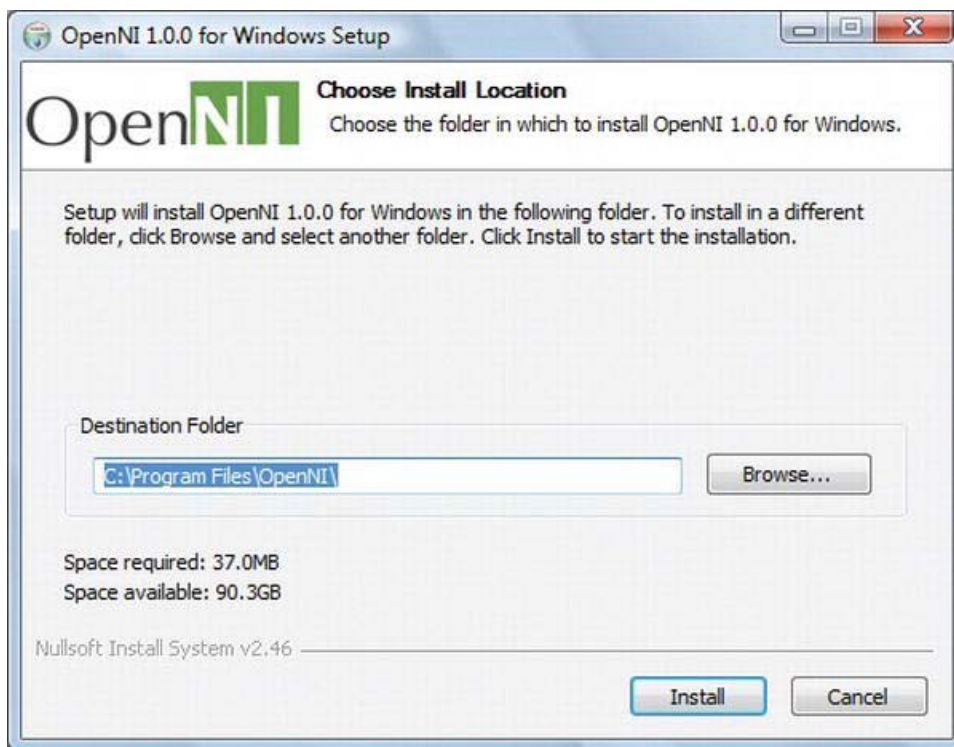 OpenNI 1.0.0 for Windows Setup
OpenNI
Choose Install Location
Choose the folder in which to install OpenNI 1.0.0 for Windows.
Setup will install OpenNI 1.0.0 for Windows in the following folder. To install in a different
folder, click Browse and select another folder. Click Install to start the installation.
Destination Folder
C:\Program Files\OpenNI\
Browse...
Space required: 37.0MB
Space available: 90.3GB
Nullsoft Install System v2.46
Install
Cancel